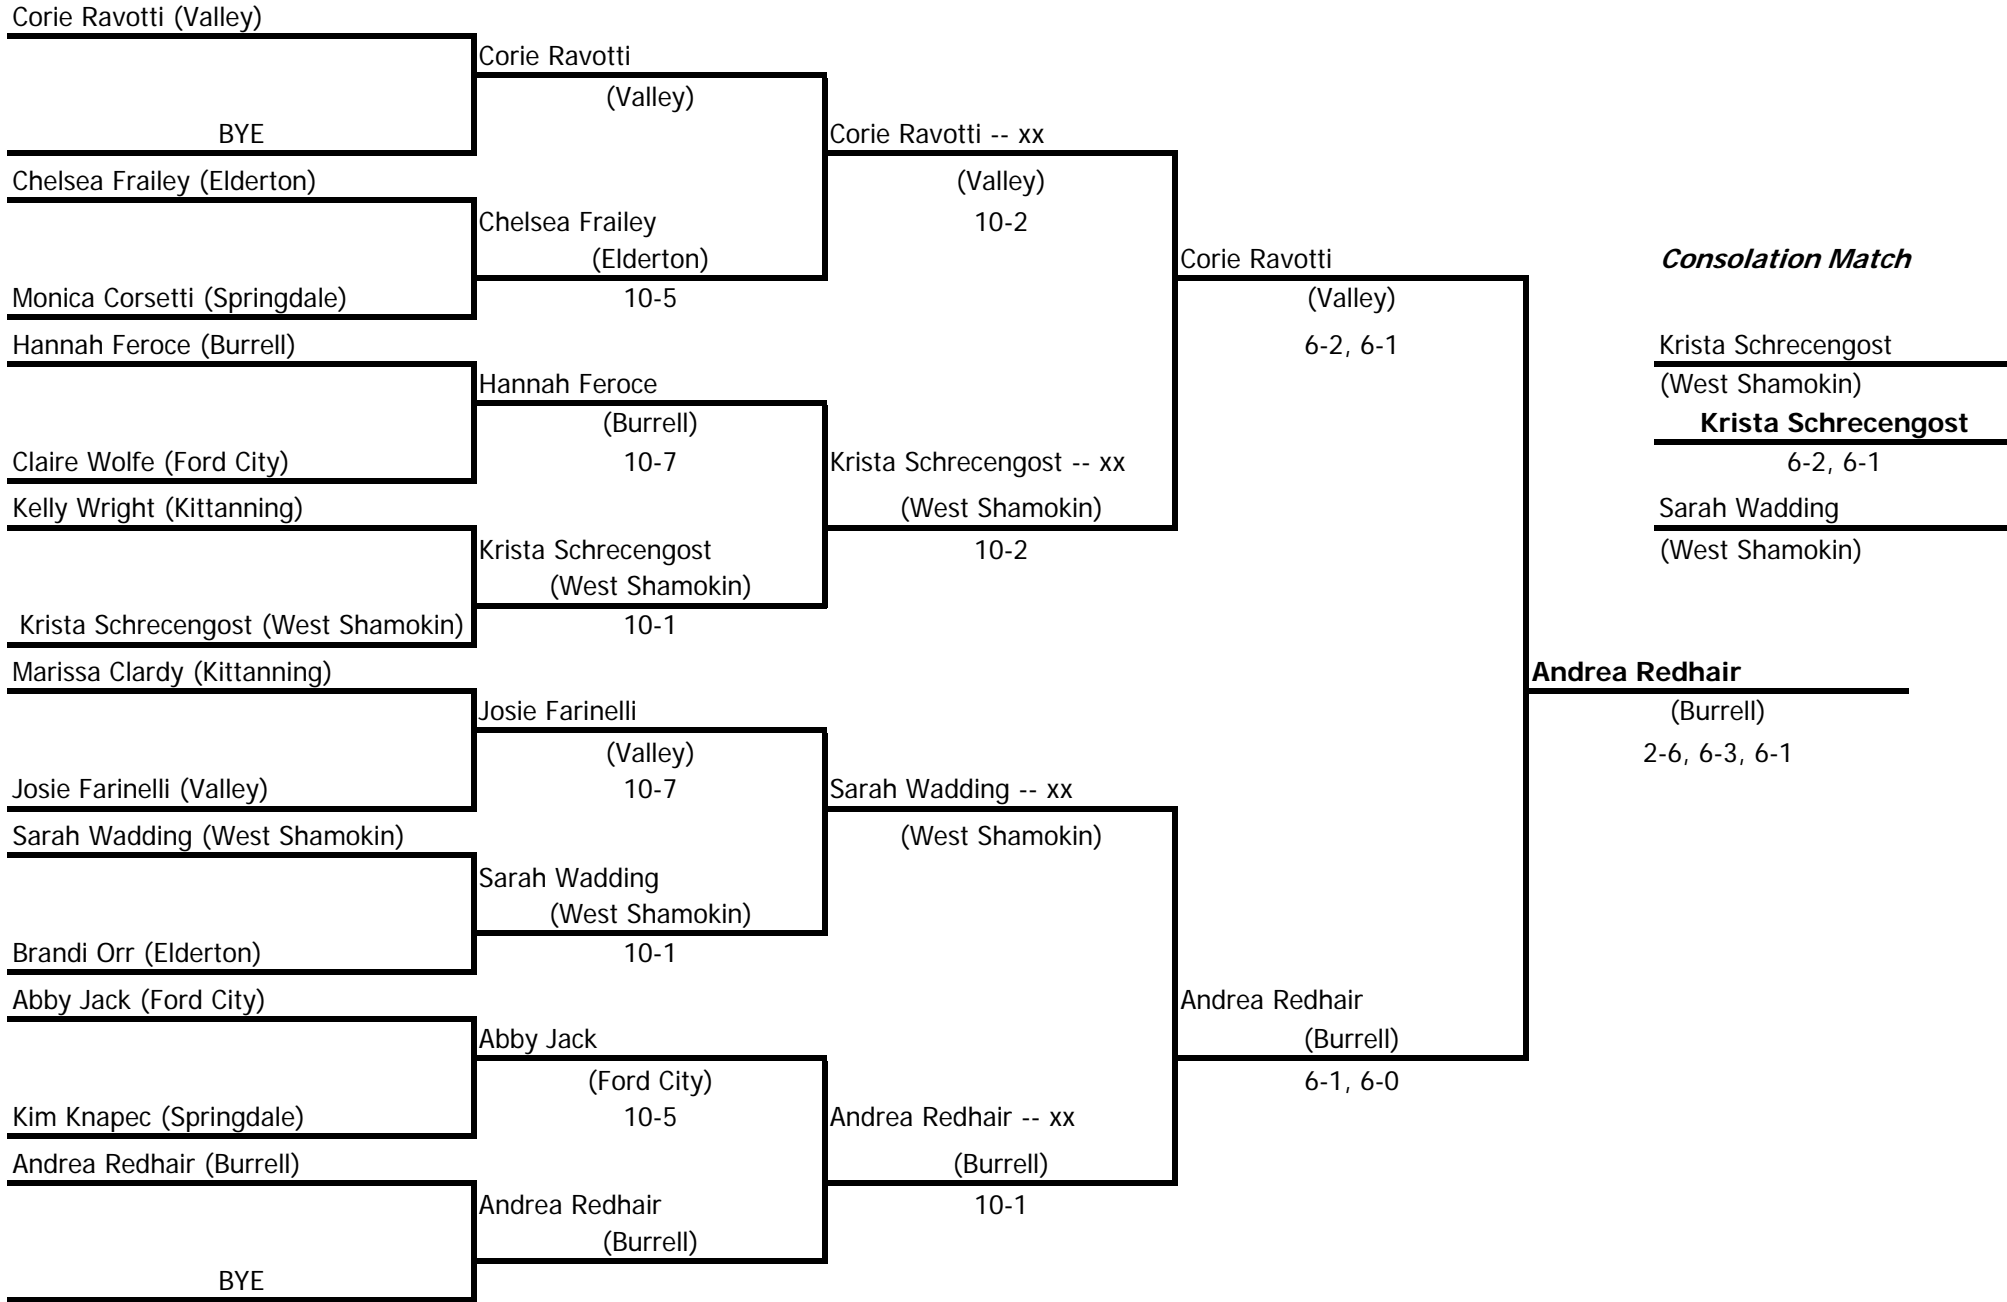 Corie Ravotti (Valley)
BYE
Chelsea Frailey (Elderton)
Monica Corsetti (Springdale)
Hannah Feroce (Burrell)
Claire Wolfe (Ford City)
Kelly Wright (Kittanning)
Krista Schrecengost (West Shamokin)
Marissa Clardy (Kittanning)
Josie Farinelli (Valley)
Sarah Wadding (West Shamokin)
Brandi Orr (Elderton)
Abby Jack (Ford City)
Kim Knapec (Springdale)
Andrea Redhair (Burrell)
BYE
Corie Ravotti
(Valley)
Chelsea Frailey
(Elderton)
10-5
Hannah Feroce
(Burrell)
10-7
Krista Schrecengost
(West Shamokin)
10-1
Josie Farinelli
(Valley)
10-7
Sarah Wadding
(West Shamokin)
10-1
Abby Jack
(Ford City)
10-5
Andrea Redhair
(Burrell)
Corie Ravotti -- xx
(Valley)
10-2
Krista Schrecengost -- xx
(West Shamokin)
10-2
Sarah Wadding -- xx
(West Shamokin)
Andrea Redhair -- xx
(Burrell)
10-1
Corie Ravotti
(Valley)
6-2, 6-1
Andrea Redhair
(Burrell)
6-1, 6-0
Andrea Redhair
(Burrell)
2-6, 6-3, 6-1
Consolation Match
Krista Schrecengost
(West Shamokin)
Krista Schrecengost
6-2, 6-1
Sarah Wadding
(West Shamokin)